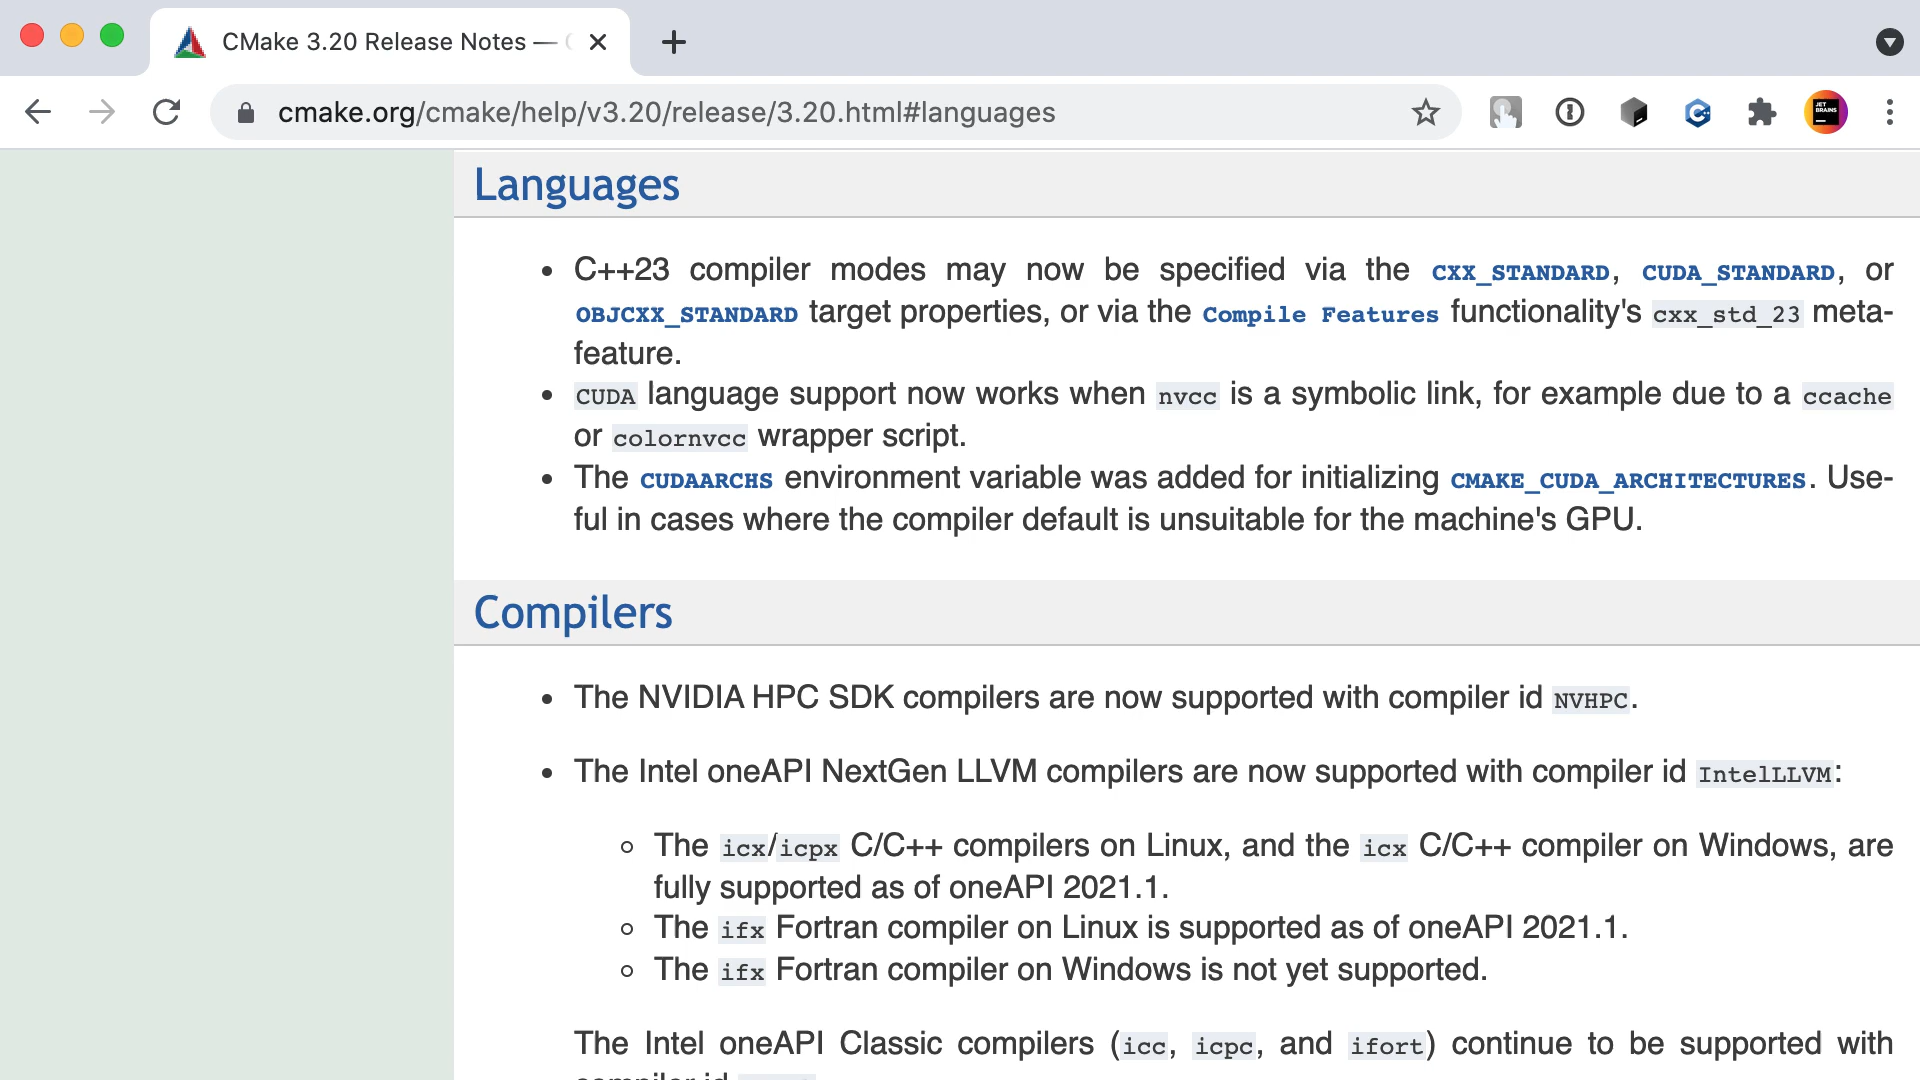 CMake 3.20 Release Notes —
cmake.org/cmake/help/v3.20/release/3.20.html#languages
JET
BRAINS
Languages
• C++23 compiler modes may now be specified via the CXX_STANDARD, CUDA_STANDARD, or
OBJCXX_STANDARD target properties, or via the Compile Features functionality's cxx_std_23 meta-
feature.
• CUDA language support now works when nvcc is a symbolic link, for example due to a ccache
or colornvcc wrapper script.
• The CUDAARCHS environment variable was added for initializing CMAKE_CUDA_ARCHITECTURES. Use-
ful in cases where the compiler default is unsuitable for the machine's GPU.
Compilers
• The NVIDIA HPC SDK compilers are now supported with compiler id NVHPC.
• The Intel oneAPI NextGen LLVM compilers are now supported with compiler id IntelLLVM:
◦ The icx/icpx C/C++ compilers on Linux, and the icx C/C++ compiler on Windows, are
fully supported as of oneAPI 2021.1.
◦ The ifx Fortran compiler on Linux is supported as of oneAPI 2021.1.
◦ The ifx Fortran compiler on Windows is not yet supported.
The Intel oneAPI Classic compilers (icc, icpc, and ifort) continue to be supported with
compiler id